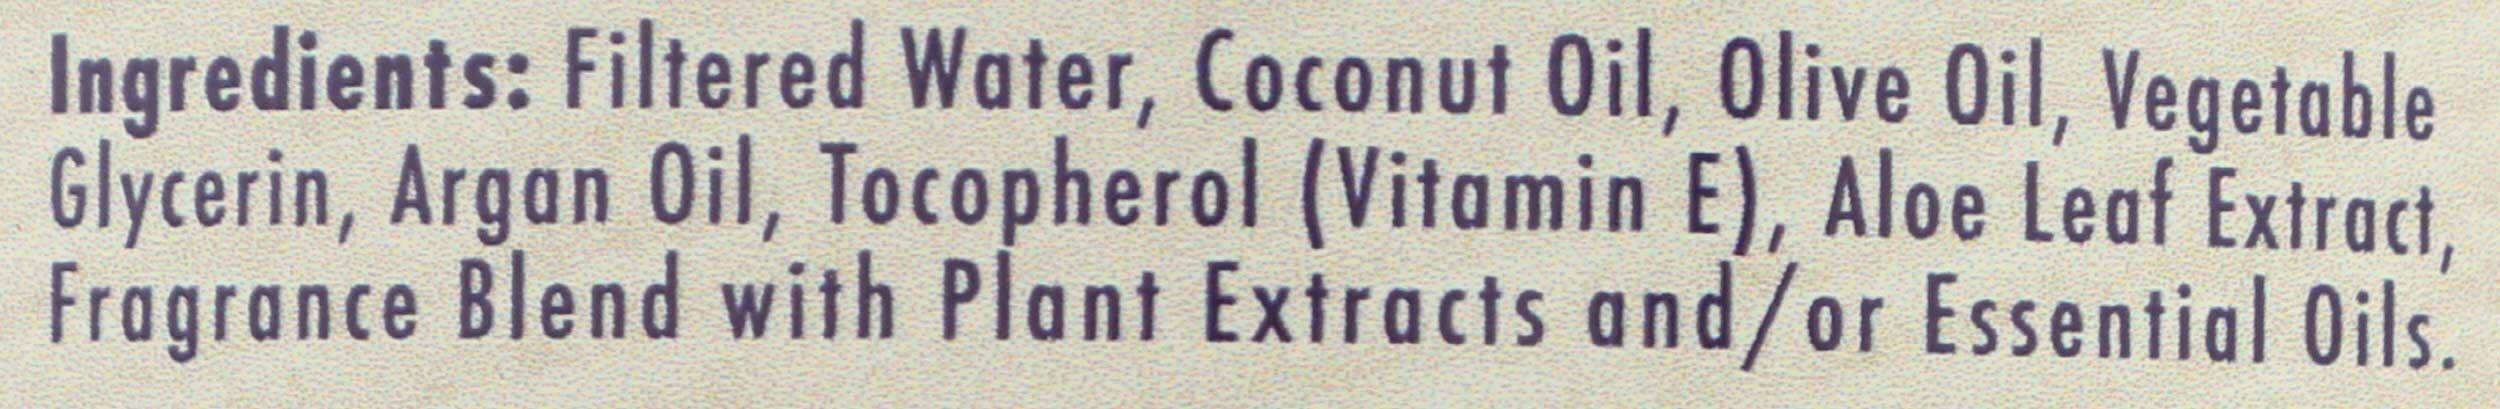 Ingredients: Filtered Water, Coconut Oil, Olive Oil, Vegetable
Glycerin, Argan Oil, Tocopherol (Vitamin E), Aloe Leaf Extract,
Fragrance Blend with Plant Extracts and/or Essential Oils.